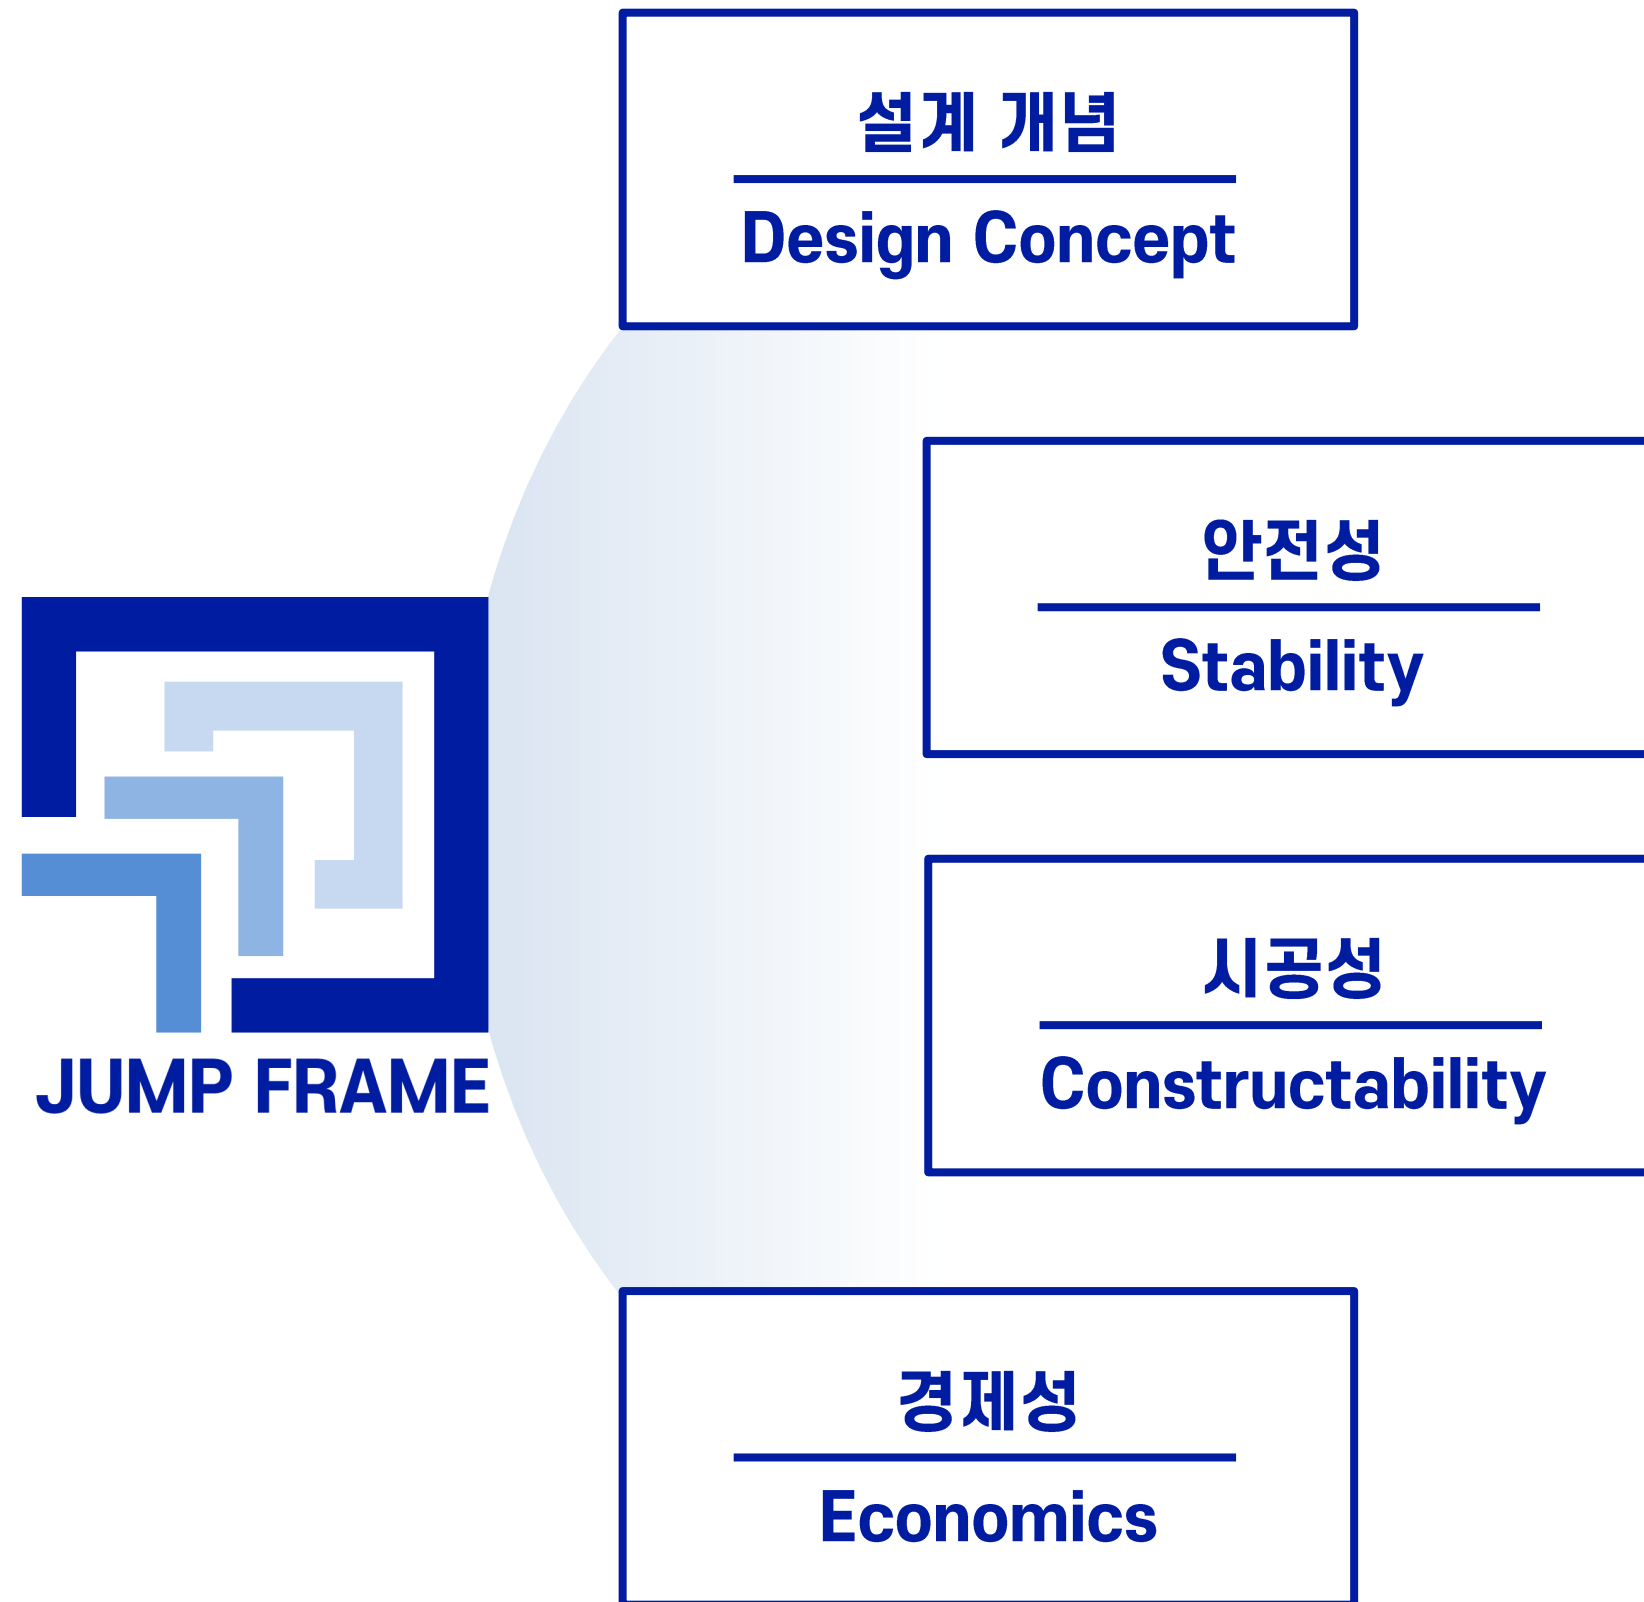 설계 개념
Design Concept
안전성
Stability
시공성
Constructability
JUMP FRAME
경제성
Economics